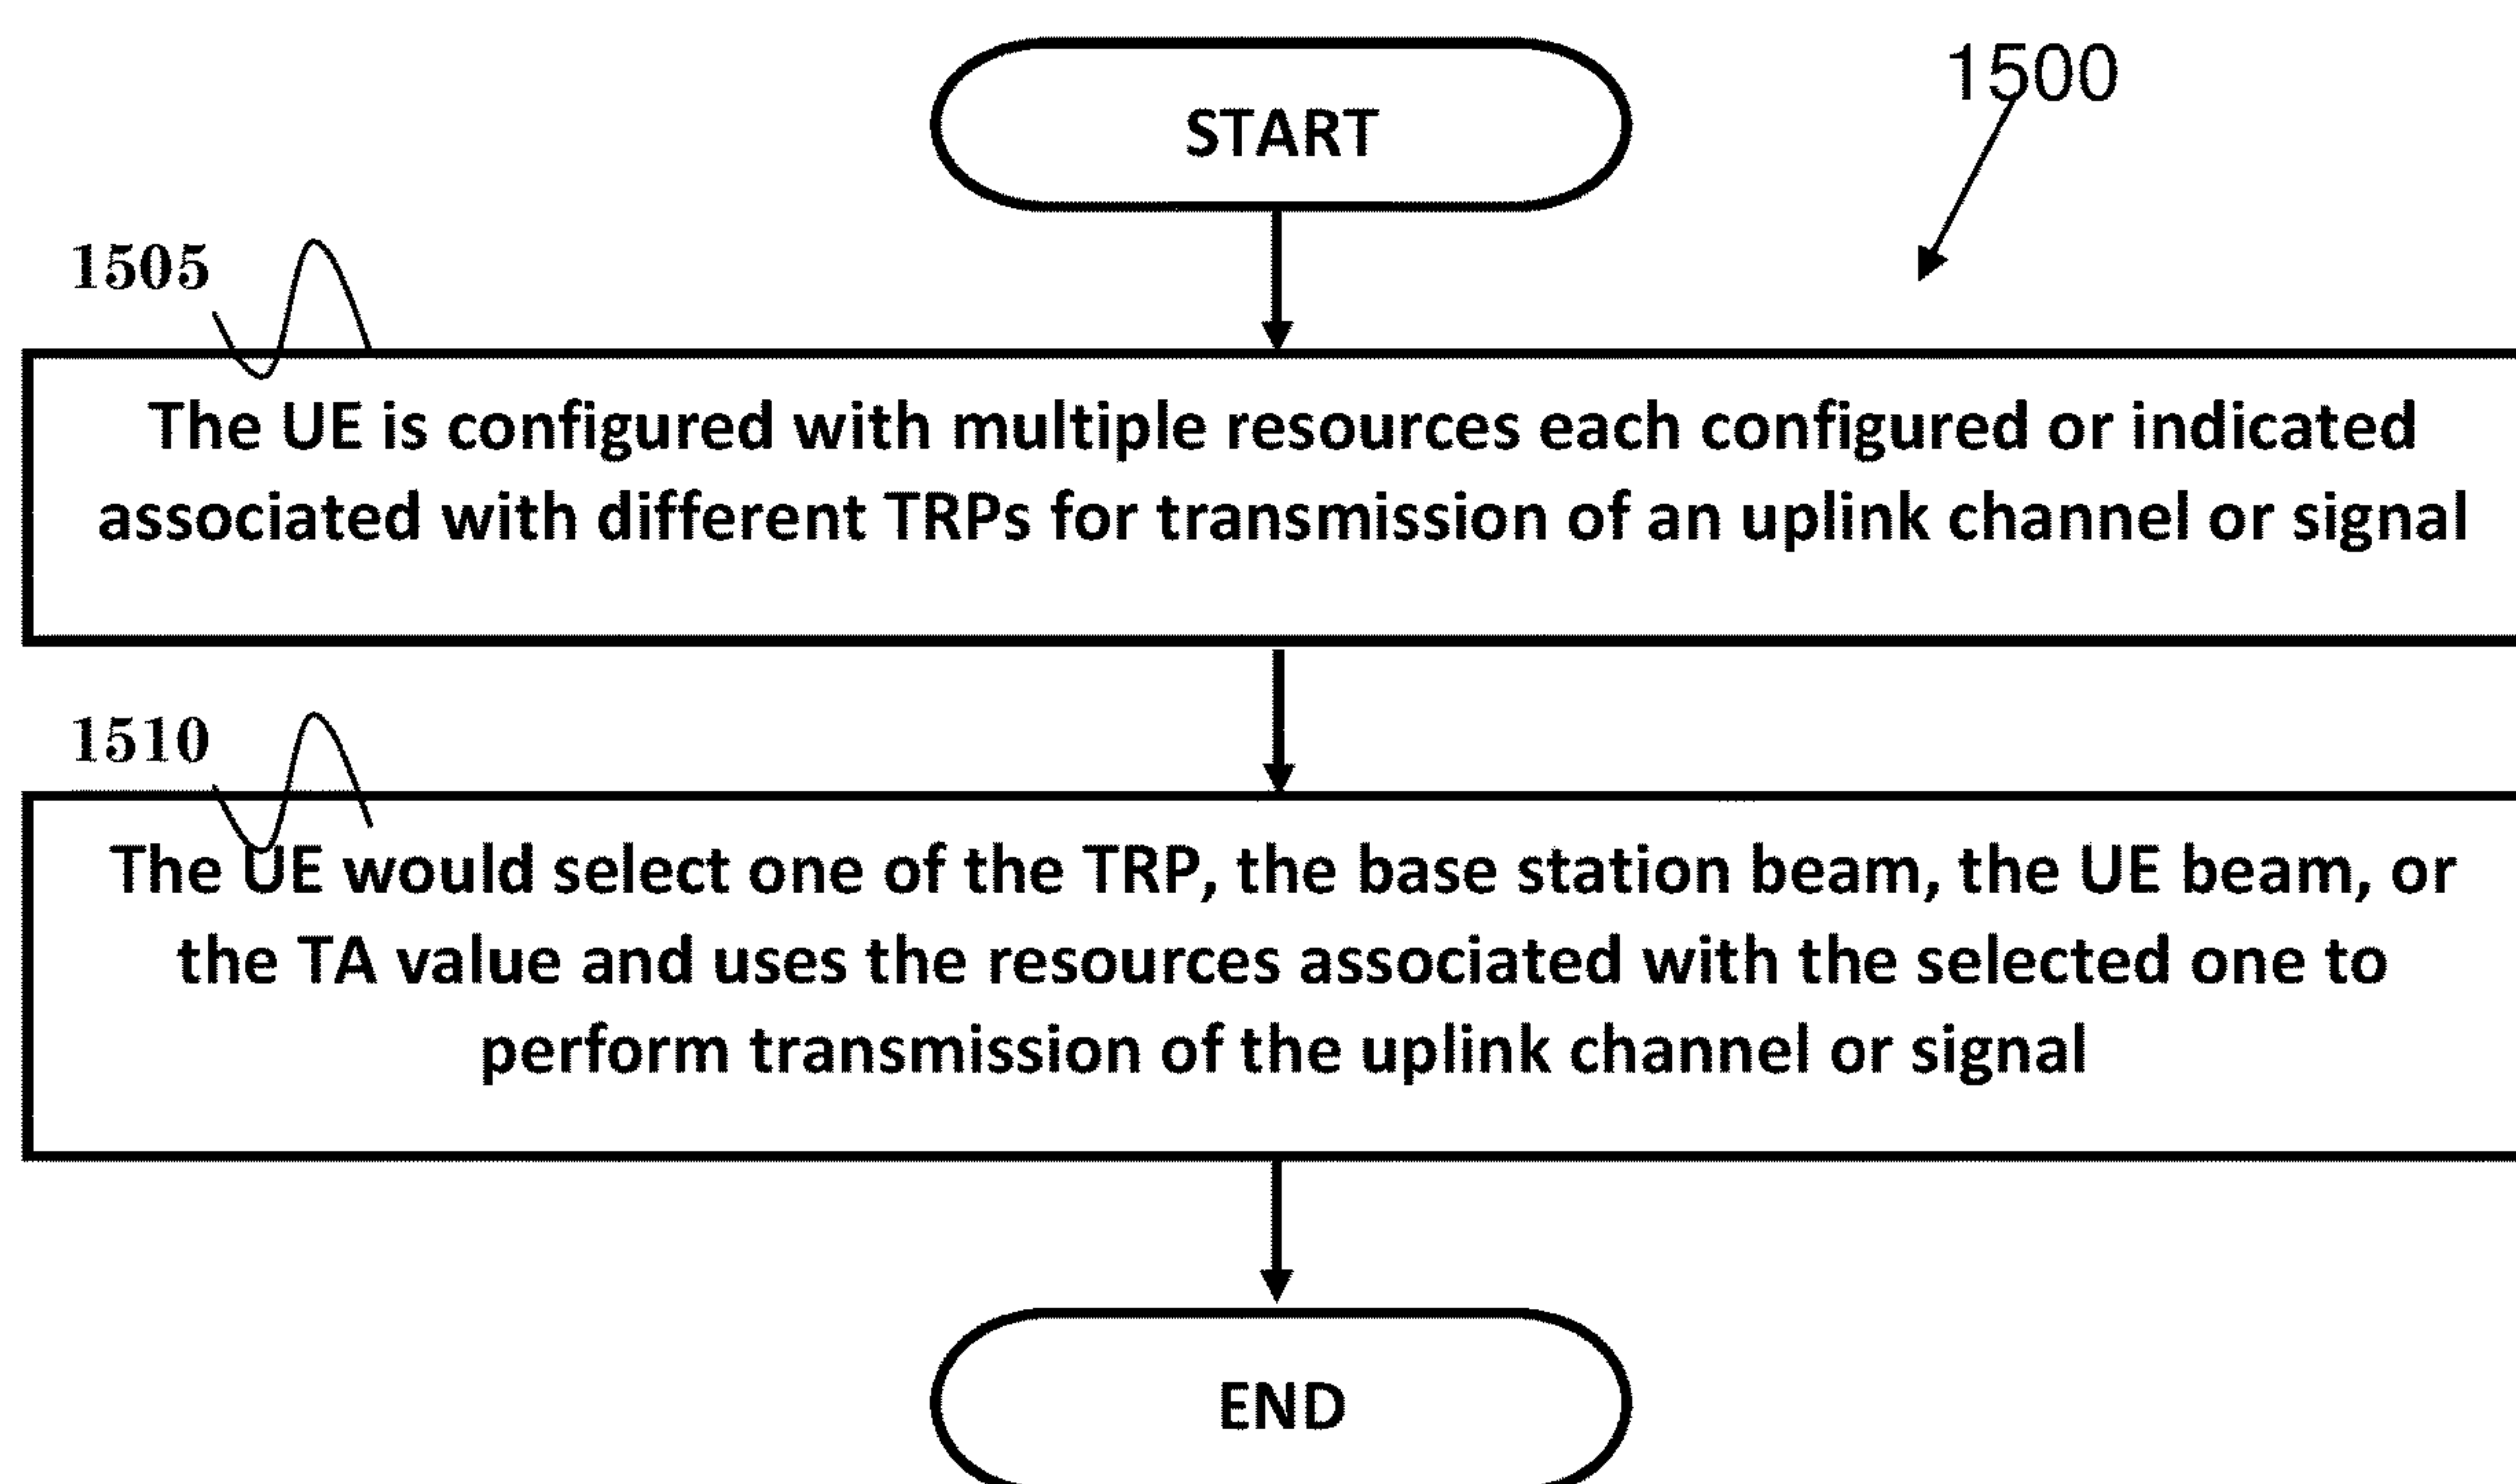 START
1500
1505
The UE is configured with multiple resources each configured or indicated
associated with different TRPs for transmission of an uplink channel or signal
1510
The UE would select one of the TRP, the base station beam, the UE beam, or
the TA value and uses the resources associated with the selected one to
perform transmission of the uplink channel or signal
END